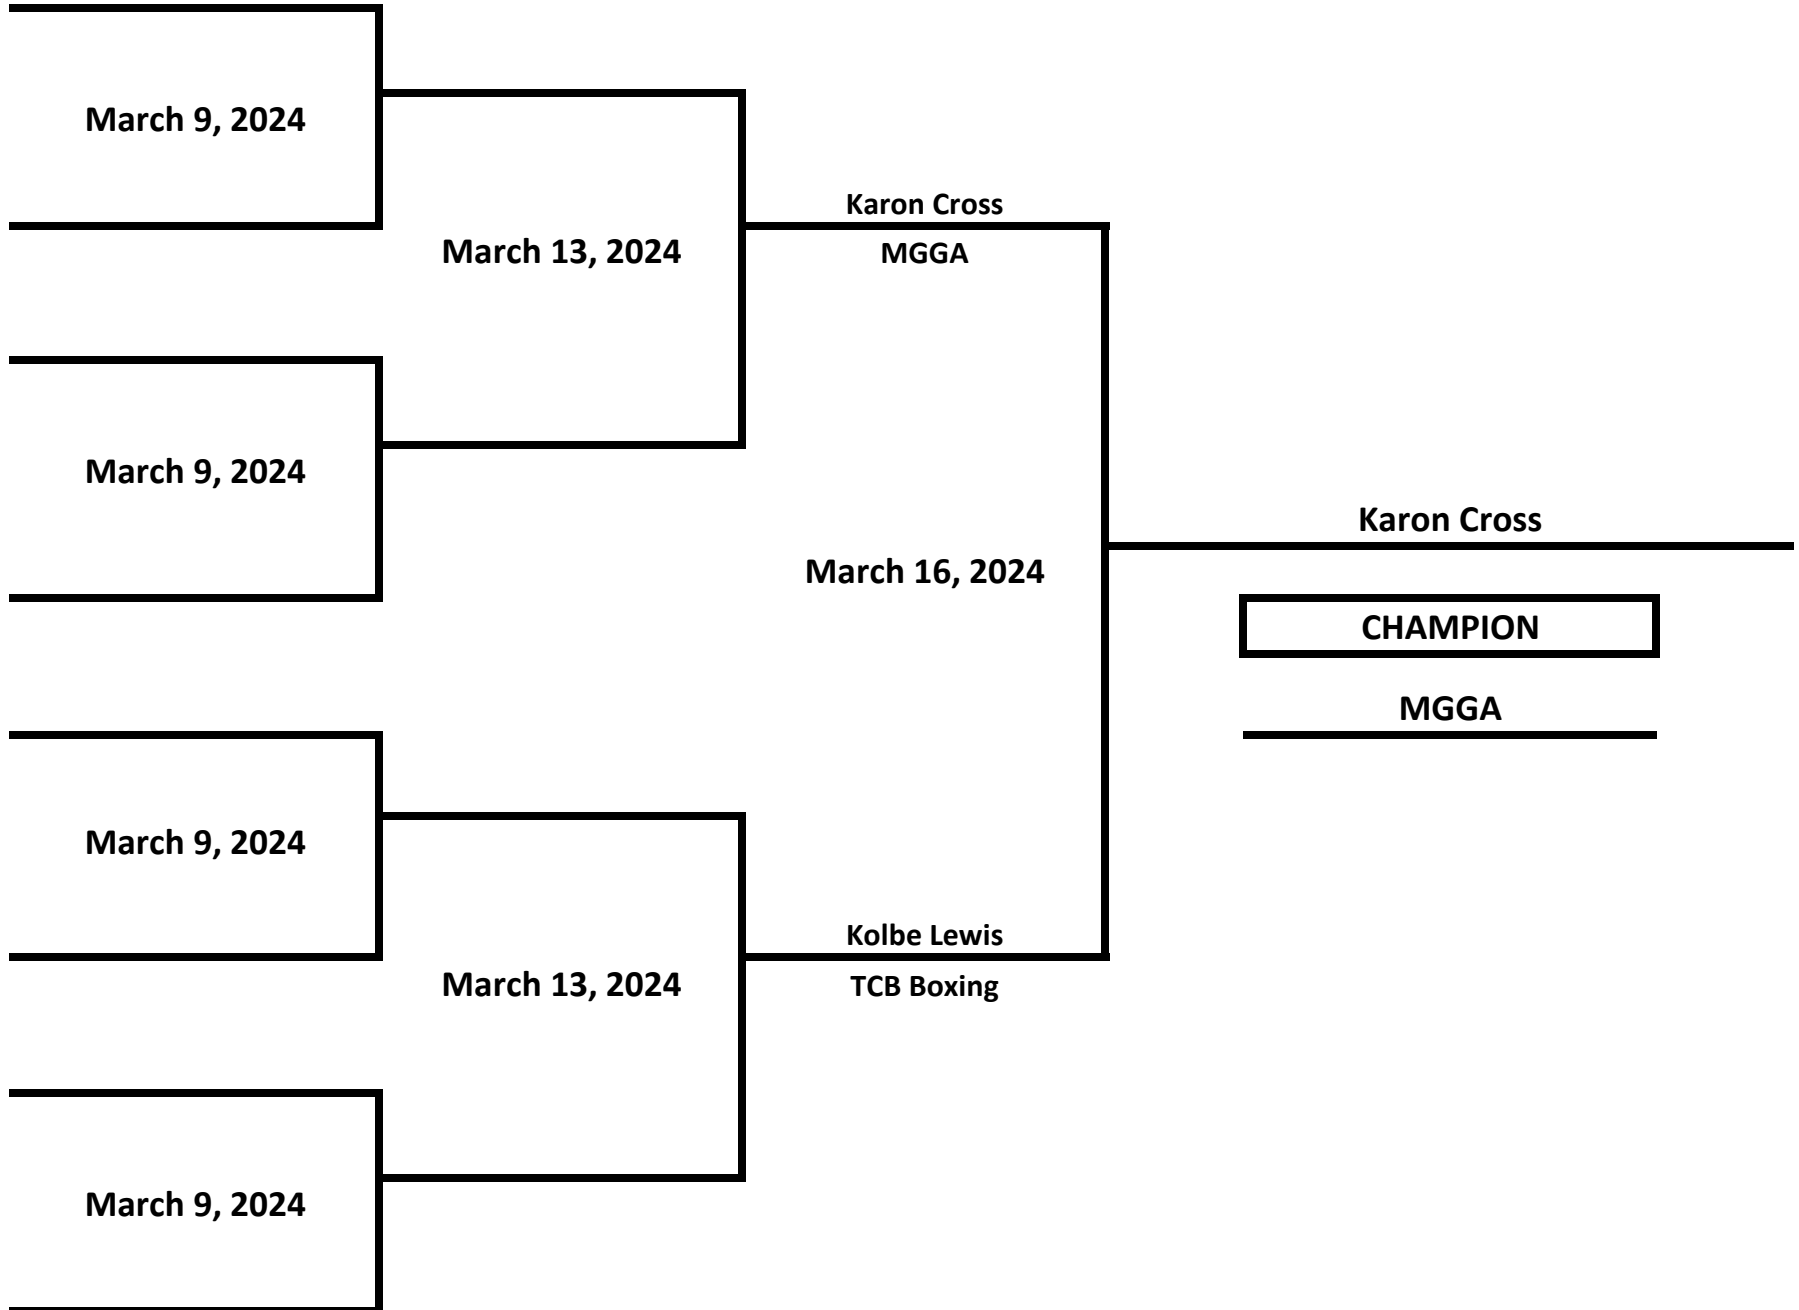 March 9, 2024
March 13, 2024
March 9, 2024
Karon Cross
MGGA
March 16, 2024
Karon Cross
CHAMPION
MGGA
March 9, 2024
March 13, 2024
March 9, 2024
Kolbe Lewis
TCB Boxing